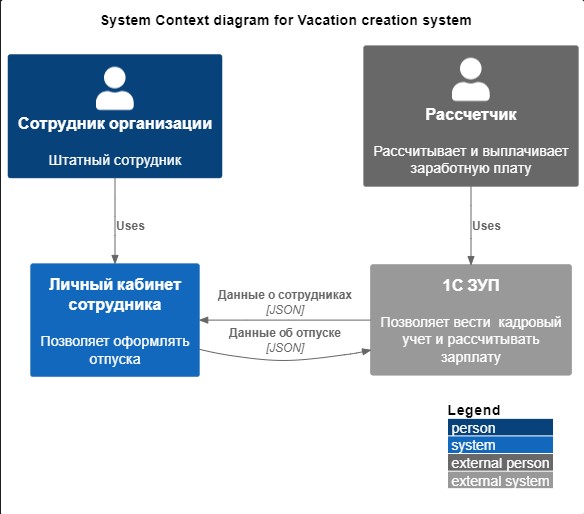 System Context diagram for Vacation creation system
Сотрудник организации
Штатный сотрудник
Рассчетчик
Рассчитывает и выплачивает
заработную плату
Uses
Uses
Личный кабинет
сотрудника
Позволяет оформлять
отпуска
Данные о сотрудниках
[JSON]
Данные об отпуске
[JSON]
1С ЗУП
Позволяет вести кадровый
учет и рассчитывать
зарплату
Legend
person
system
external person
external system